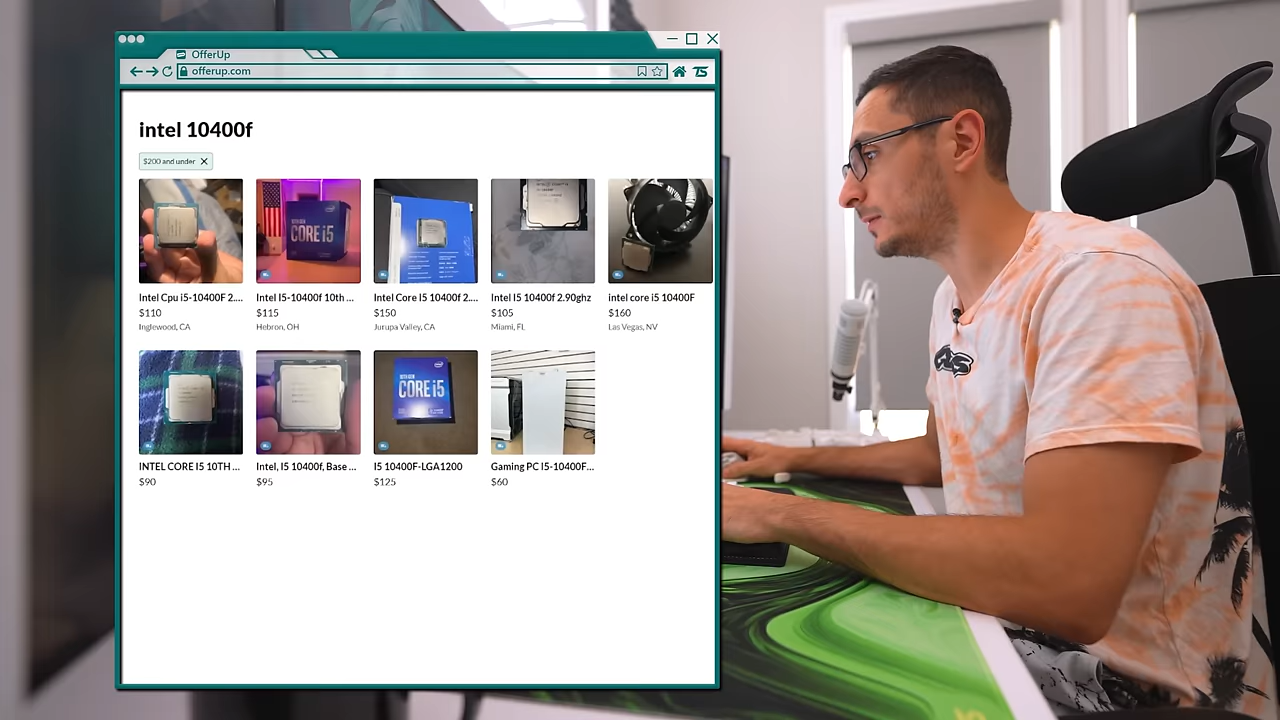 OfferUp
offerup.com
TS
intel 10400f
$200 and under
CORE i5
Intel Cpu i5-10400F 2....
Intel I5-10400f 10th ...
Intel Core I5 10400f 2....
Intel I5 10400f 2.90ghz
intel core i5 10400F
$110
$115
$150
$105
$160
Inglewood, CA
Hebron, OH
Jurupa Valley, CA
Miami, FL
Las Vegas, NV
CORE i5
INTEL CORE I5 10TH ...
Intel, I5 10400f, Base ...
I5 10400F-LGA1200
Gaming PC I5-10400F...
$90
$95
$125
$60